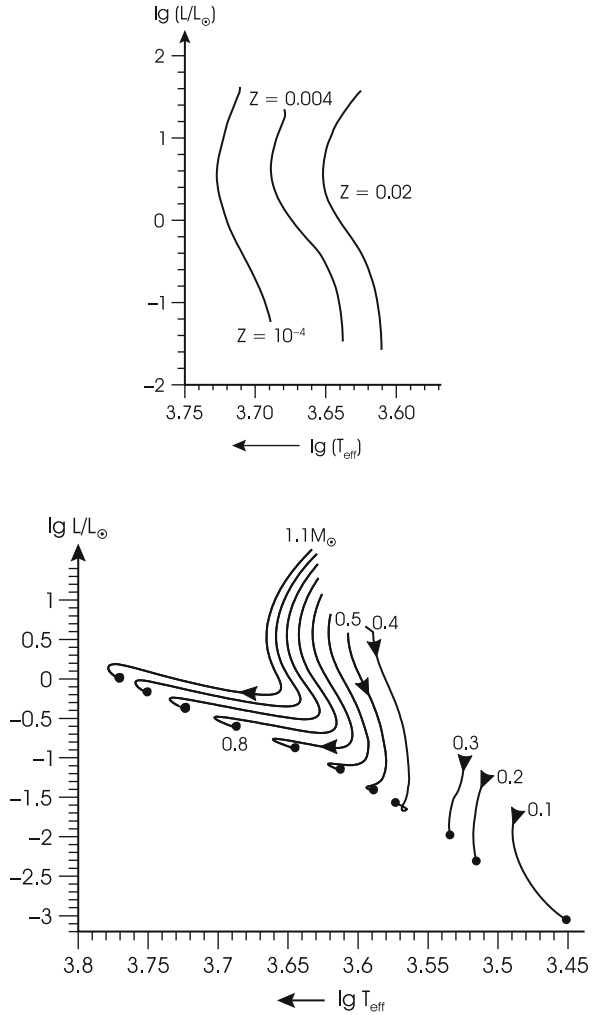 lg (L/L☉)
2
Z = 0.004
1
Z = 0.02
0
−1
Z = 10⁻⁴
−2
3.75 3.70 3.65 3.60
lg (Teff)
lg L/L☉
1.1M☉
1
0.5
0.5 0.4
0
−0.5
0.8
0.3
−1
0.2
−1.5
0.1
−2
−2.5
−3
3.8 3.75 3.7 3.65 3.6 3.55 3.5 3.45
lg Teff